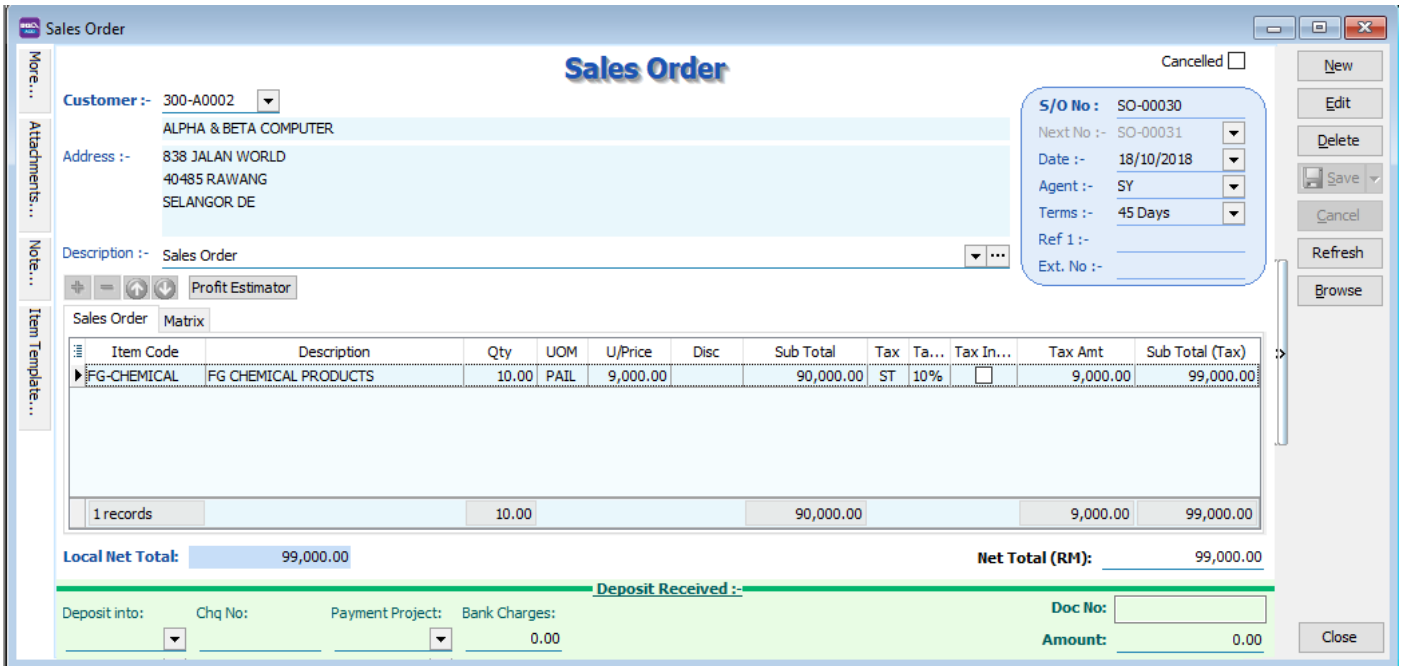 Sales Order
More...
Attachments...
Note...
Item Template...
Sales Order
Cancelled
Customer :- 300-A0002
ALPHA & BETA COMPUTER
Address :- 838 JALAN WORLD
40485 RAWANG
SELANGOR DE
Description :- Sales Order
S/O No : SO-00030
Next No :- SO-00031
Date :- 18/10/2018
Agent :- SY
Terms :- 45 Days
Ref 1 :-
Ext. No :-
Profit Estimator
Sales Order Matrix
Item Code Description Qty UOM U/Price Disc Sub Total Tax Ta... Tax In... Tax Amt Sub Total (Tax)
FG-CHEMICAL FG CHEMICAL PRODUCTS 10.00 PAIL 9,000.00 90,000.00 ST 10% 9,000.00 99,000.00
1 records 10.00 90,000.00 9,000.00 99,000.00
Local Net Total: 99,000.00 Net Total (RM): 99,000.00
Deposit Received :-
Deposit into: Chq No: Payment Project: Bank Charges: Doc No:
0.00 Amount: 0.00
New
Edit
Delete
Save
Cancel
Refresh
Browse
Close